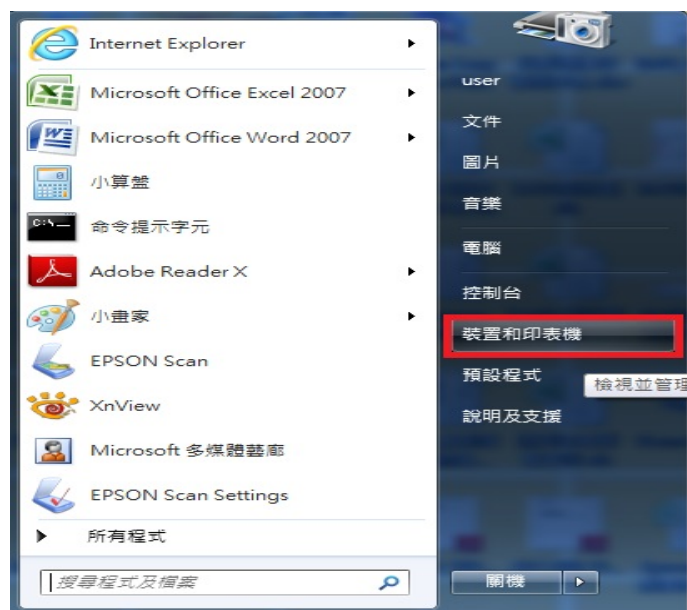 Internet Explorer
Microsoft Office Excel 2007
Microsoft Office Word 2007
小算盤
C:\
命令提示字元
Adobe Reader X
小畫家
EPSON Scan
XnView
Microsoft 多媒體藝廊
EPSON Scan Settings
所有程式
搜尋程式及檔案
user
文件
圖片
音樂
電腦
控制台
裝置和印表機
預設程式
檢視並管理
說明及支援
關機